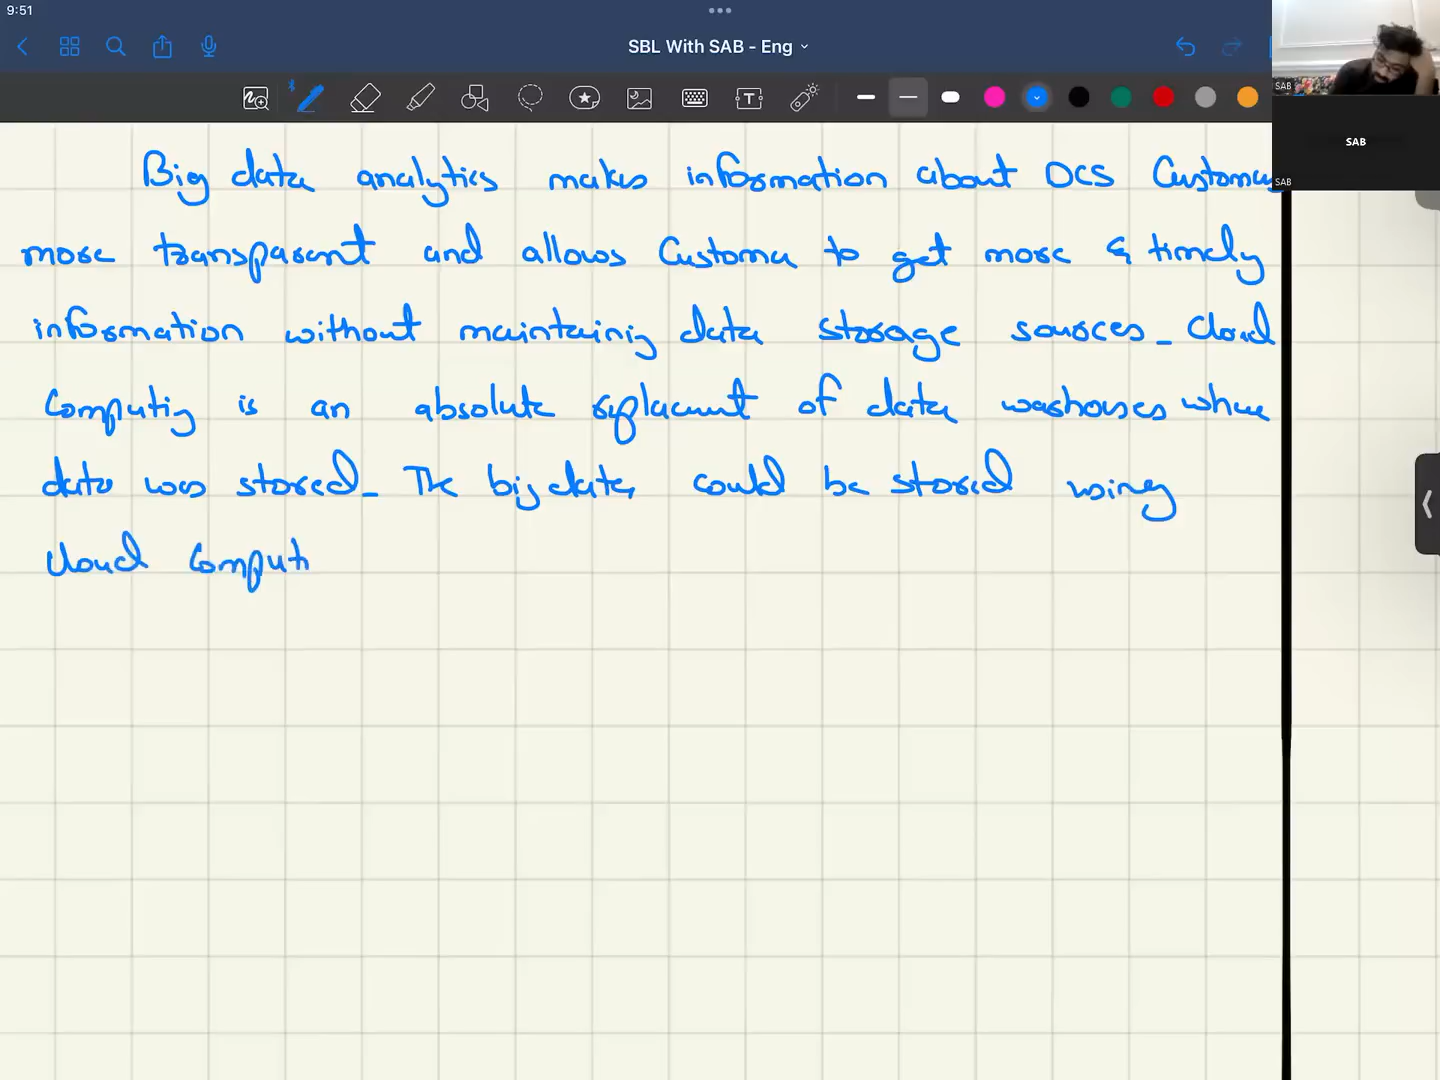 9:51
SBL With SAB - Eng
SAB
SAB
SAB
Big data analytics makes information about DCS Customers
more transparent and allows Customer to get more & timely
information without maintaining data storage sources. Cloud
Computing is an absolute replacement of data warehouses where
data was stored. The big data could be stored using
cloud Comput